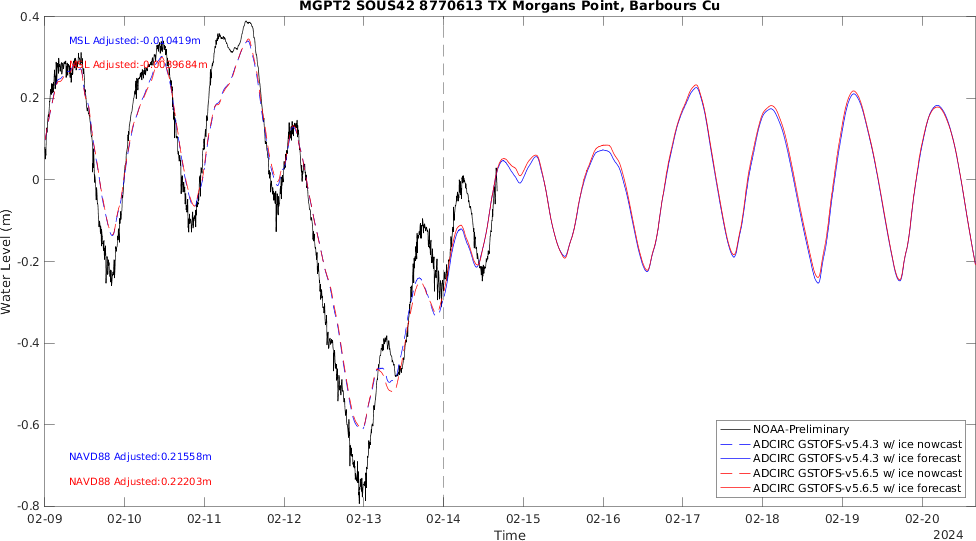 MGPT2 SOUS42 8770613 TX Morgans Point, Barbours Cu
0.4
0.2
0
-0.2
-0.4
-0.6
-0.8
Water Level (m)
MSL Adjusted:-0.010419m
MSL Adjusted:-0.0039684m
NAVD88 Adjusted:0.21558m
NAVD88 Adjusted:0.22203m
NOAA-Preliminary
ADCIRC GSTOFS-v5.4.3 w/ ice nowcast
ADCIRC GSTOFS-v5.4.3 w/ ice forecast
ADCIRC GSTOFS-v5.6.5 w/ ice nowcast
ADCIRC GSTOFS-v5.6.5 w/ ice forecast
02-09 02-10 02-11 02-12 02-13 02-14 02-15 02-16 02-17 02-18 02-19 02-20
Time
2024